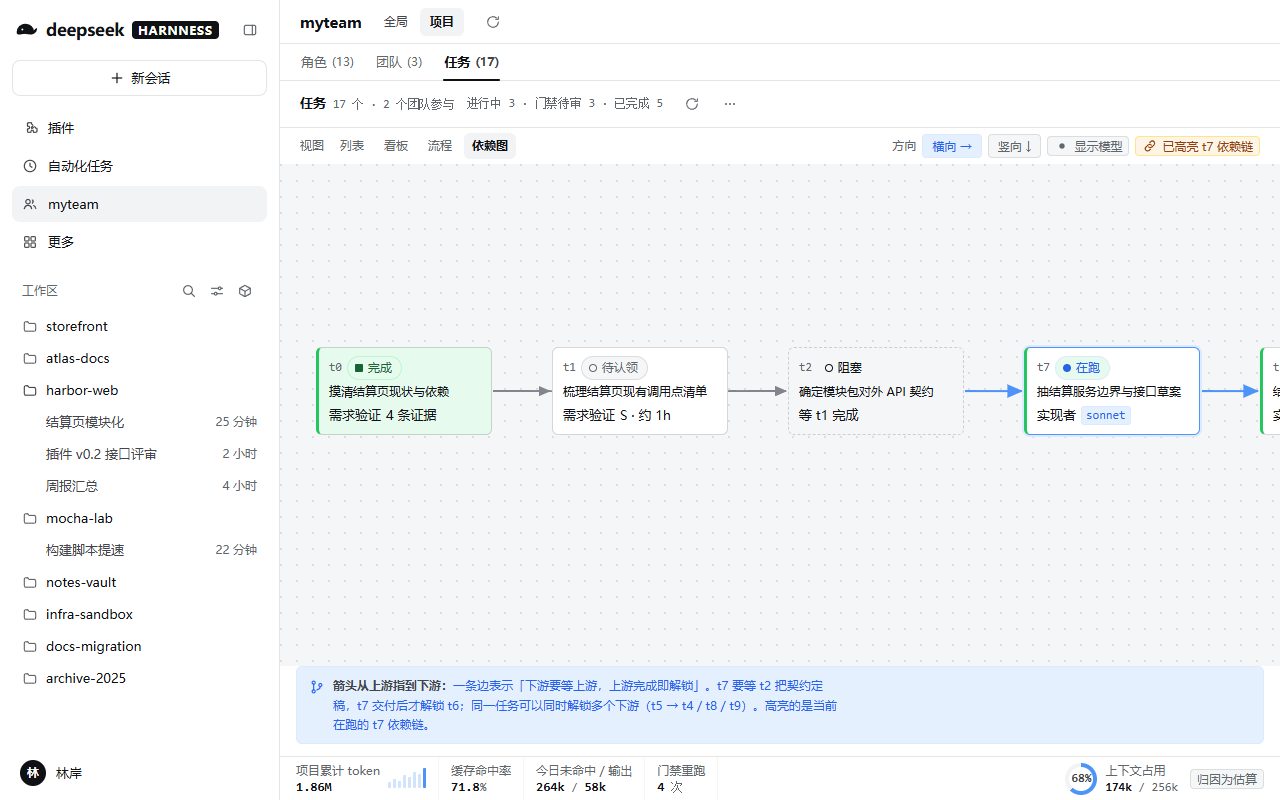 deepseek HARNNESS
新会话
插件
自动化任务
myteam
更多
工作区
storefront
atlas-docs
harbor-web
结算页模块化 25 分钟
插件 v0.2 接口评审 2 小时
周报汇总 4 小时
mocha-lab
构建脚本提速 22 分钟
notes-vault
infra-sandbox
docs-migration
archive-2025
林 林岸
myteam 全局 项目
角色 (13) 团队 (3) 任务 (17)
任务 17 个 · 2 个团队参与 进行中 3 · 门禁待审 3 · 已完成 5
视图 列表 看板 流程 依赖图
方向 横向 → 竖向 ↓ 显示模型 已高亮 t7 依赖链
t0 完成
摸清结算页现状与依赖
需求验证 4 条证据
t1 待认领
梳理结算页现有调用点清单
需求验证 S · 约 1h
t2 阻塞
确定模块包对外 API 契约
等 t1 完成
t7 在跑
抽结算服务边界与接口草案
实现者 sonnet
箭头从上游指到下游：一条边表示「下游要等上游，上游完成即解锁」。t7 要等 t2 把契约定
稿，t7 交付后才解锁 t6；同一任务可以同时解锁多个下游（t5 → t4 / t8 / t9）。高亮的是当前
在跑的 t7 依赖链。
项目累计 token
1.86M
缓存命中率
71.8%
今日未命中 / 输出
264k / 58k
门禁重跑
4 次
68%
上下文占用
174k / 256k
归因为估算